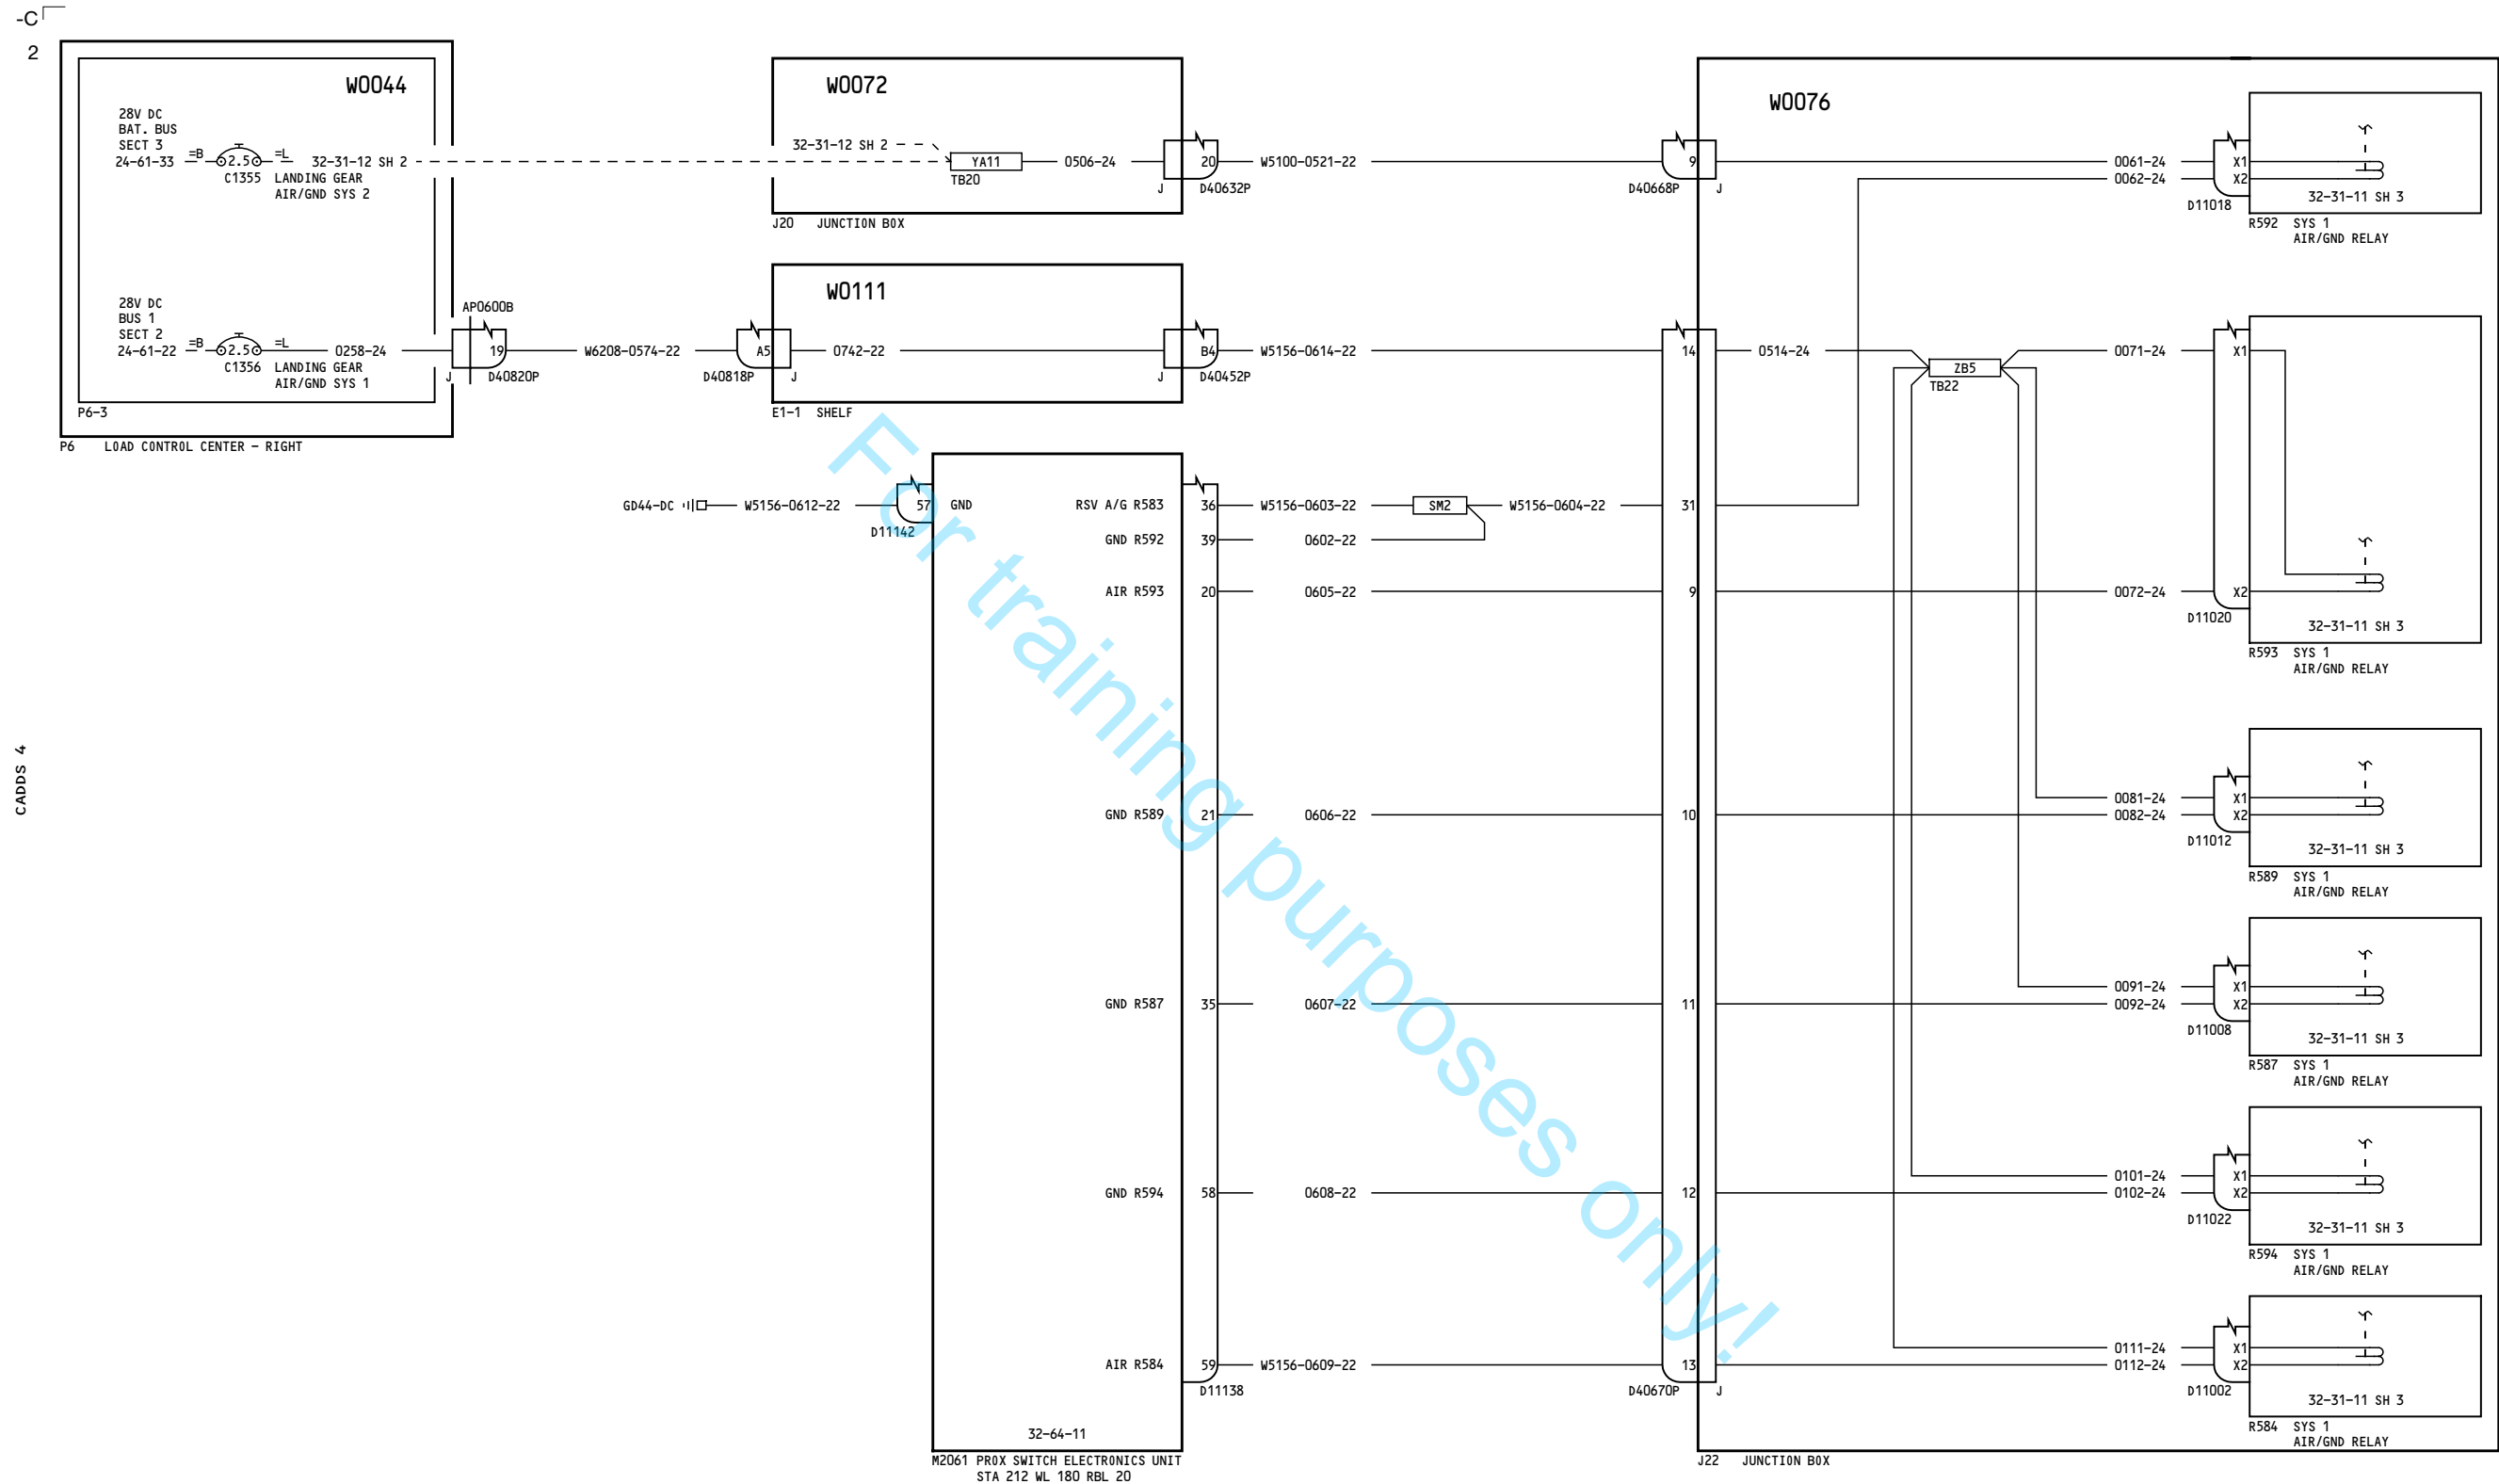 -C
2
W0044
28V DC
BAT. BUS
SECT 3
24-61-33
=B
2.5
=L
32-31-12 SH 2
C1355
LANDING GEAR
AIR/GND SYS 2
28V DC
BUS 1
SECT 2
24-61-22
=B
2.5
=L
0258-24
C1356
LANDING GEAR
AIR/GND SYS 1
AP0600B
19
J
D40820P
P6-3
P6 LOAD CONTROL CENTER - RIGHT
W6208-0574-22
W0072
32-31-12 SH 2
YA11
TB20
0506-24
20
J
D40632P
J20 JUNCTION BOX
W5100-0521-22
W0111
A5
D40818P
J
0742-22
B4
J
D40452P
E1-1 SHELF
W5156-0614-22
GD44-DC
W5156-0612-22
57
D11142
GND
RSV A/G R583
36
W5156-0603-22
SM2
W5156-0604-22
31
GND R592
39
0602-22
AIR R593
20
0605-22
9
GND R589
21
0606-22
10
GND R587
35
0607-22
11
GND R594
58
0608-22
12
AIR R584
59
W5156-0609-22
13
D11138
D40670P
J
32-64-11
M2061 PROX SWITCH ELECTRONICS UNIT
STA 212 WL 180 RBL 20
W0076
9
D40668P
J
14
0514-24
ZB5
TB22
0061-24
X1
0062-24
X2
D11018
32-31-11 SH 3
R592 SYS 1
AIR/GND RELAY
0071-24
X1
0072-24
X2
D11020
32-31-11 SH 3
R593 SYS 1
AIR/GND RELAY
0081-24
X1
0082-24
X2
D11012
32-31-11 SH 3
R589 SYS 1
AIR/GND RELAY
0091-24
X1
0092-24
X2
D11008
32-31-11 SH 3
R587 SYS 1
AIR/GND RELAY
0101-24
X1
0102-24
X2
D11022
32-31-11 SH 3
R594 SYS 1
AIR/GND RELAY
0111-24
X1
0112-24
X2
D11002
32-31-11 SH 3
R584 SYS 1
AIR/GND RELAY
J22 JUNCTION BOX
CADDS 4
For training purposes only!